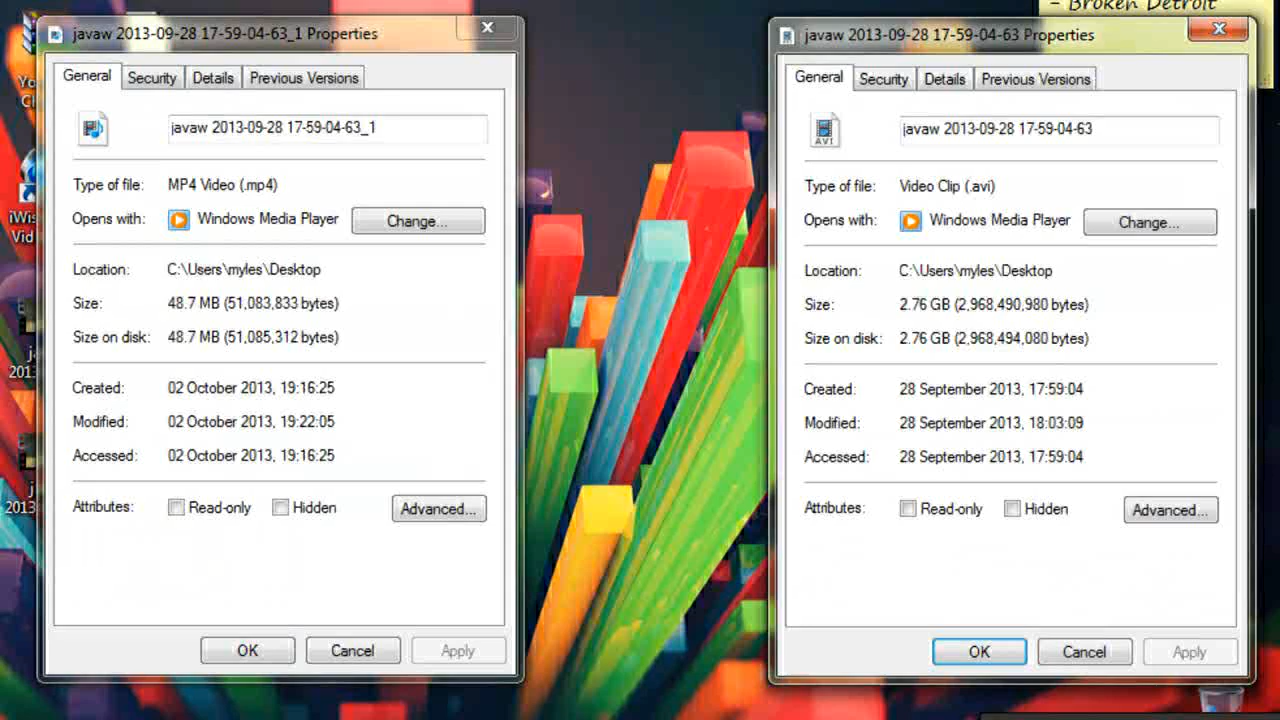 - Broken Detroit
javaw 2013-09-28 17-59-04-63_1 Properties
General Security Details Previous Versions
javaw 2013-09-28 17-59-04-63_1
Type of file: MP4 Video (.mp4)
Opens with: Windows Media Player Change...
Location: C:\Users\myles\Desktop
Size: 48.7 MB (51,083,833 bytes)
Size on disk: 48.7 MB (51,085,312 bytes)
Created: 02 October 2013, 19:16:25
Modified: 02 October 2013, 19:22:05
Accessed: 02 October 2013, 19:16:25
Attributes: Read-only Hidden Advanced...
OK Cancel Apply
javaw 2013-09-28 17-59-04-63 Properties
General Security Details Previous Versions
AVI
javaw 2013-09-28 17-59-04-63
Type of file: Video Clip (.avi)
Opens with: Windows Media Player Change...
Location: C:\Users\myles\Desktop
Size: 2.76 GB (2,968,490,980 bytes)
Size on disk: 2.76 GB (2,968,494,080 bytes)
Created: 28 September 2013, 17:59:04
Modified: 28 September 2013, 18:03:09
Accessed: 28 September 2013, 17:59:04
Attributes: Read-only Hidden Advanced...
OK Cancel Apply